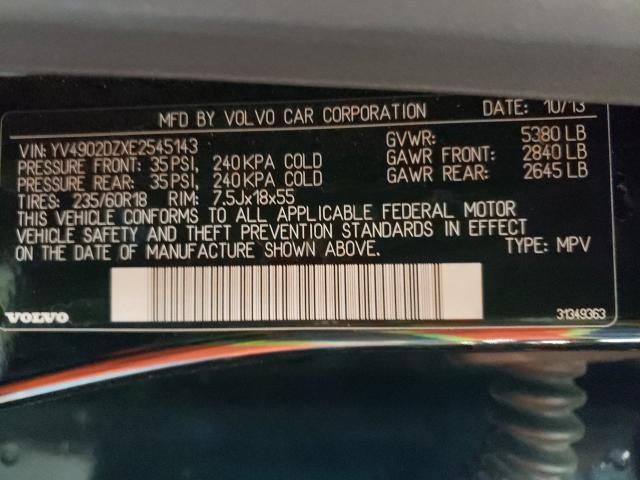 MFD BY VOLVO CAR CORPORATION DATE: 10/13
VIN: YV4902DZXE2545143 GVWR: 5380 LB
PRESSURE FRONT: 35 PSI, 240 KPA COLD GAWR FRONT: 2840 LB
PRESSURE REAR: 35 PSI, 240 KPA COLD GAWR REAR: 2645 LB
TIRES: 235/60R18 RIM: 7.5Jx18x55
THIS VEHICLE CONFORMS TO ALL APPLICABLE FEDERAL MOTOR
VEHICLE SAFETY AND THEFT PREVENTION STANDARDS IN EFFECT
ON THE DATE OF MANUFACTURE SHOWN ABOVE. TYPE: MPV
VOLVO 31349363